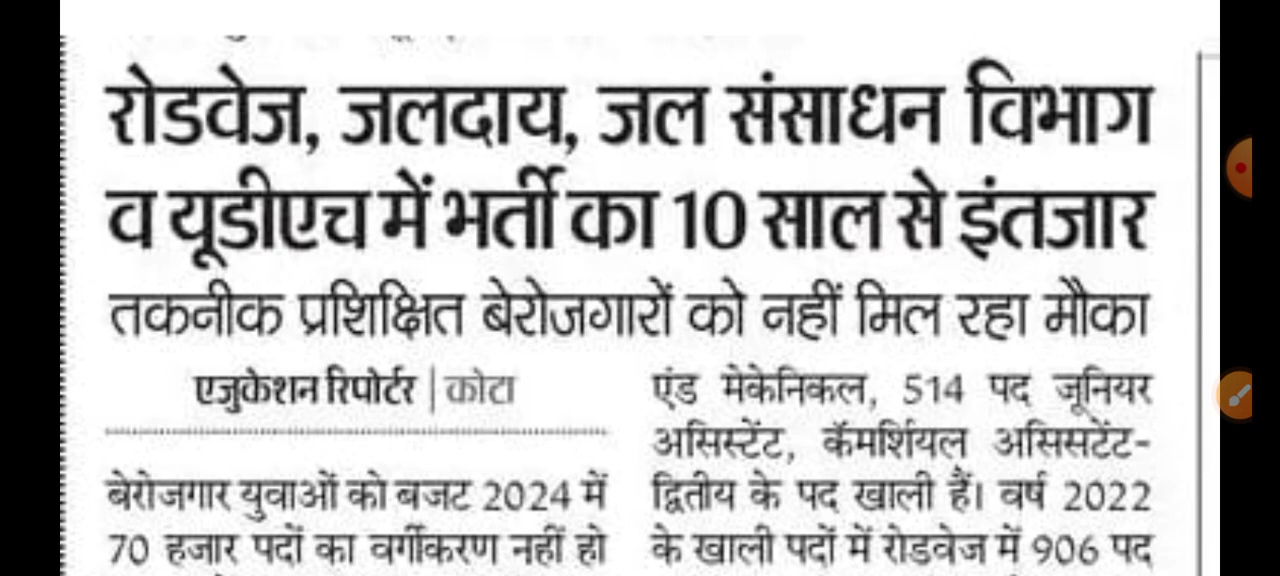 रोडवेज, जलदाय, जल संसाधन विभाग
व यूडीएच में भर्ती का 10 साल से इंतजार
तकनीक प्रशिक्षित बेरोजगारों को नहीं मिल रहा मौका
एजुकेशन रिपोर्टर | कोटा
बेरोजगार युवाओं को बजट 2024 में
70 हजार पदों का वर्गीकरण नहीं हो
एंड मेकेनिकल, 514 पद जूनियर
असिस्टेंट, कॅमर्शियल असिसटेंट-
द्वितीय के पद खाली हैं। वर्ष 2022
के खाली पदों में रोडवेज में 906 पद